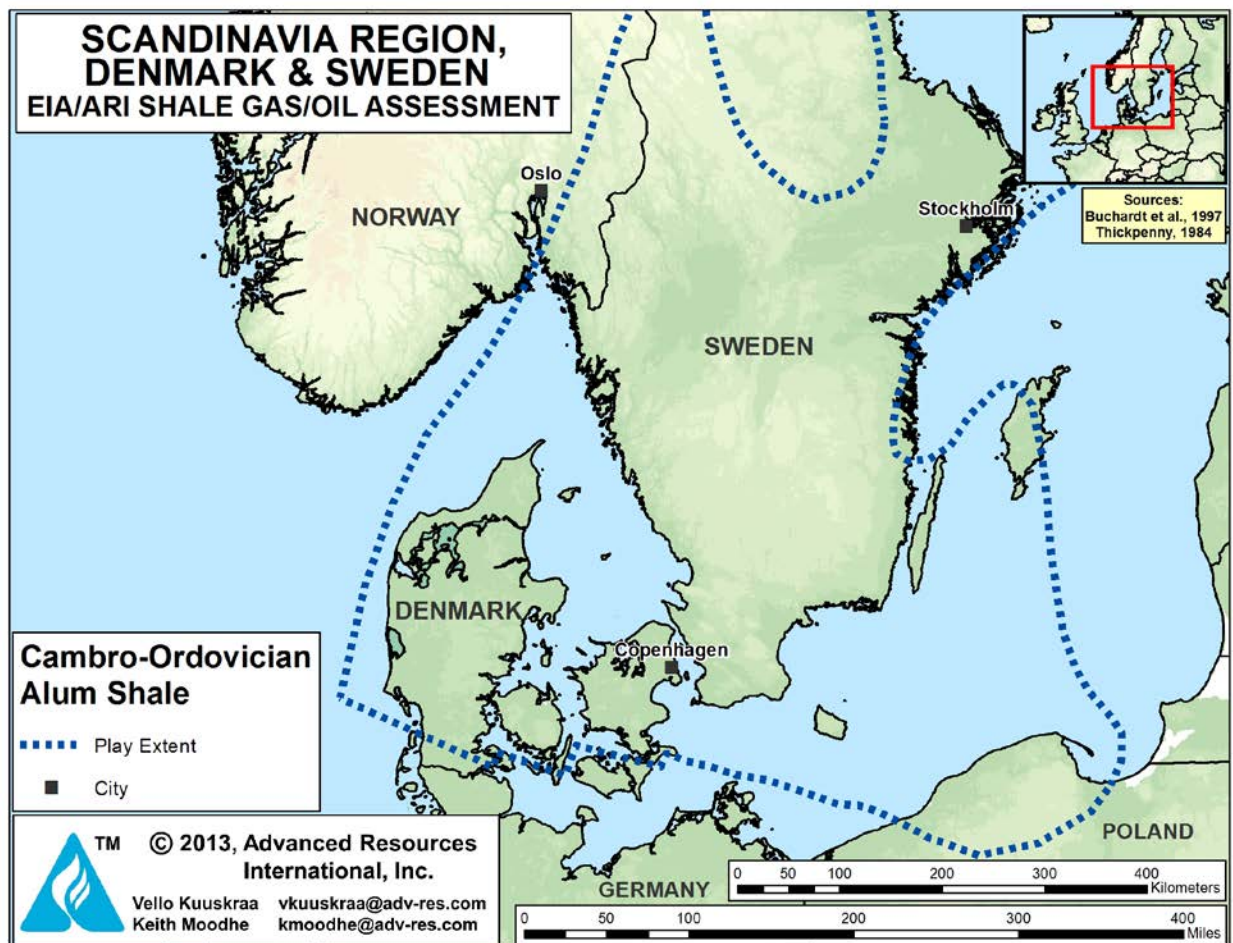 SCANDINAVIA REGION,
DENMARK & SWEDEN
EIA/ARI SHALE GAS/OIL ASSESSMENT
Sources:
Buchardt et al., 1997
Thickpenny, 1984
Oslo
NORWAY
Stockholm
SWEDEN
DENMARK
Copenhagen
Cambro-Ordovician
Alum Shale
Play Extent
City
POLAND
GERMANY
0 100 200 300 400
Kilometers
0 50 100 200 300 400
Miles
TM
© 2013, Advanced Resources
International, Inc.
Vello Kuuskraa vkuuskraa@adv-res.com
Keith Moodhe kmoodhe@adv-res.com